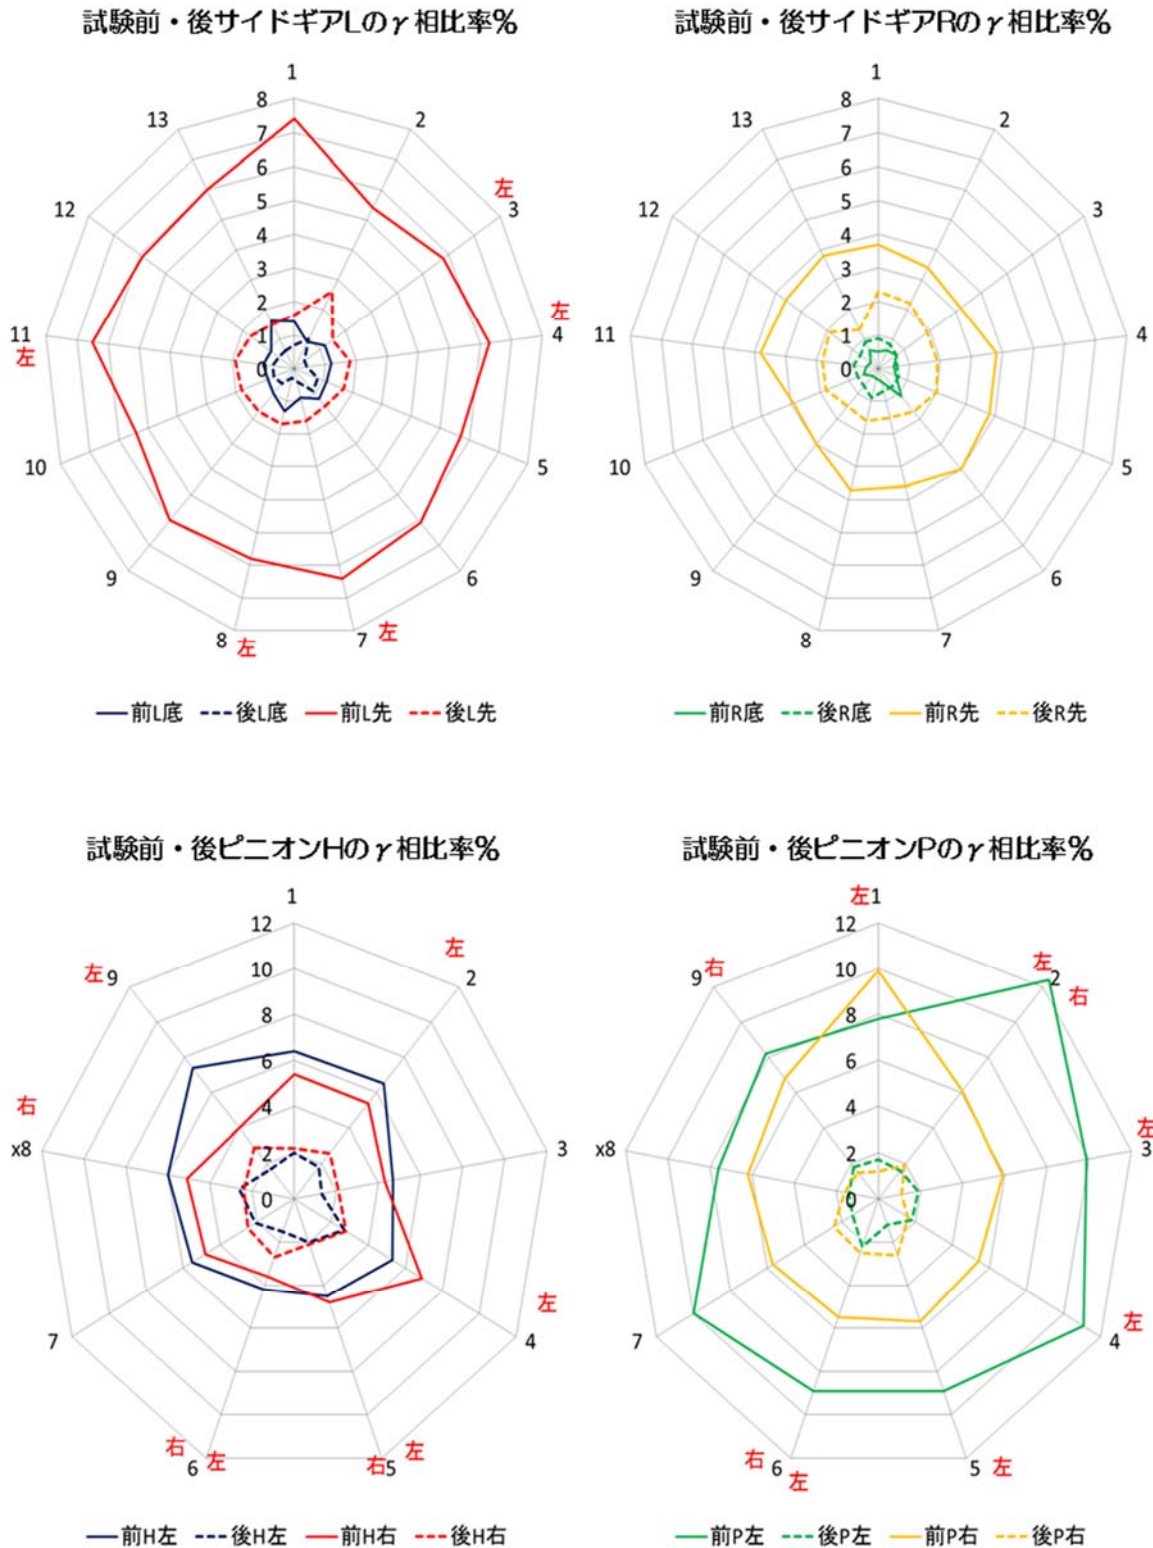 試験前・後サイドギアLのγ相比率%
1
2
左
3
左
4
5
6
7
左
8
左
9
10
11
左
12
13
8
7
6
5
4
3
2
1
0
前L底 後L底 前L先 後L先
試験前・後サイドギアRのγ相比率%
1
2
3
4
5
6
7
8
9
10
11
12
13
8
7
6
5
4
3
2
1
0
前R底 後R底 前R先 後R先
試験前・後ピニオンHのγ相比率%
1
左
2
3
左
4
左
右5
右
6左
7
右
x8
左9
12
10
8
6
4
2
0
前H左 後H左 前H右 後H右
試験前・後ピニオンPのγ相比率%
左1
左
2
右
左
3
左
4
5左
右6
左
7
x8
9右
12
10
8
6
4
2
0
前P左 後P左 前P右 後P右